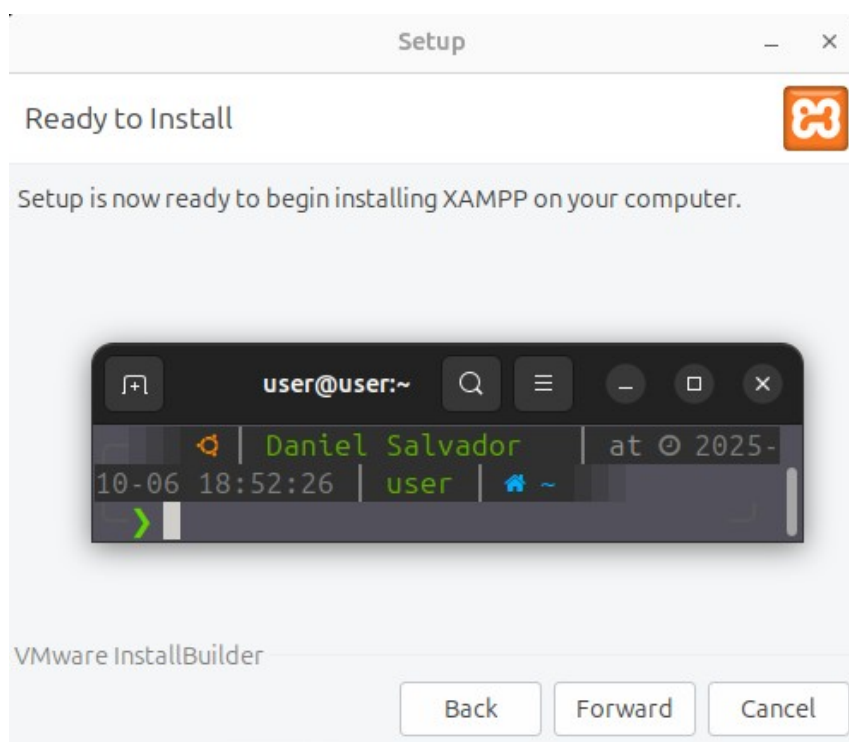 Setup
Ready to Install
Setup is now ready to begin installing XAMPP on your computer.
user@user:~
Daniel Salvador | at 2025-
10-06 18:52:26 | user | ~
VMware InstallBuilder
Back Forward Cancel